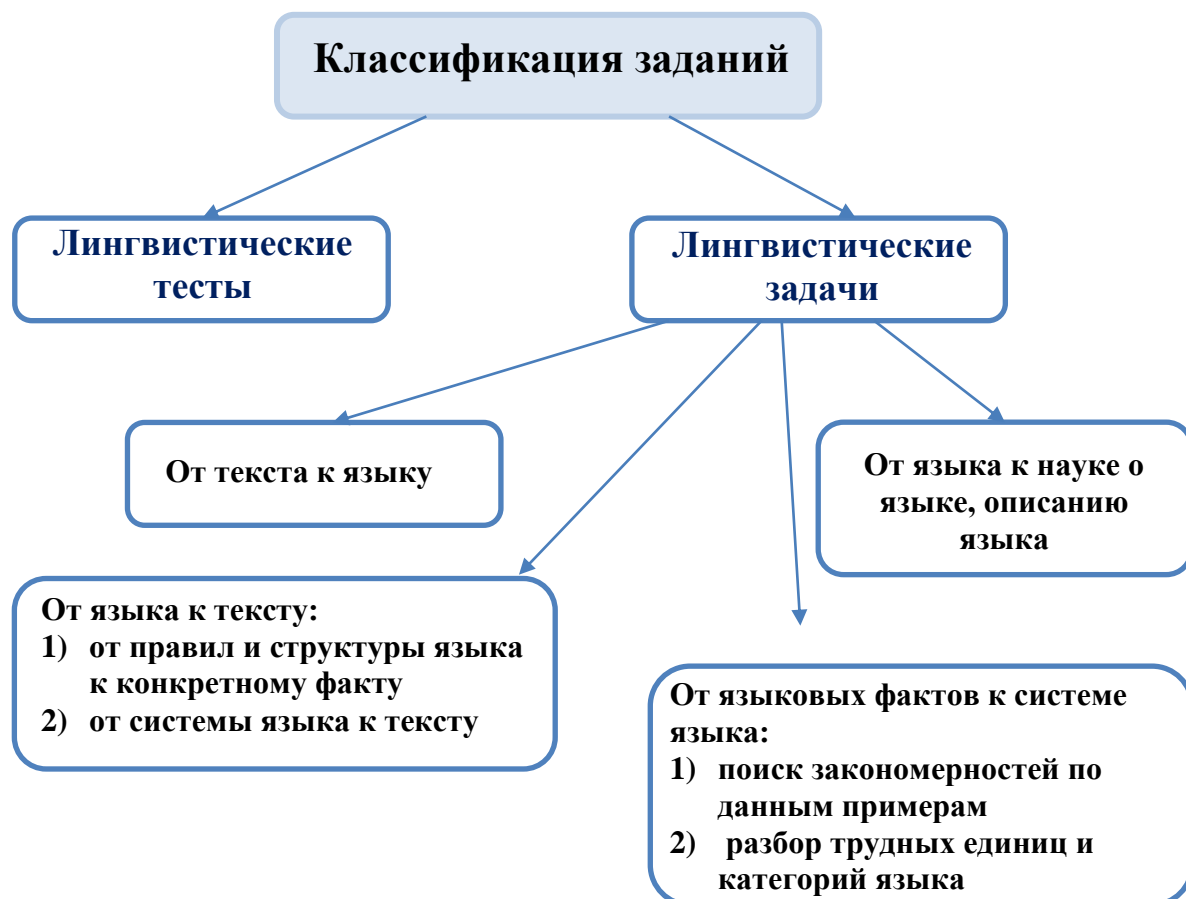 Классификация заданий
Лингвистические
тесты
Лингвистические
задачи
От текста к языку
От языка к науке о
языке, описанию
языка
От языка к тексту:
1) от правил и структуры языка
к конкретному факту
2) от системы языка к тексту
От языковых фактов к системе
языка:
1) поиск закономерностей по
данным примерам
2) разбор трудных единиц и
категорий языка